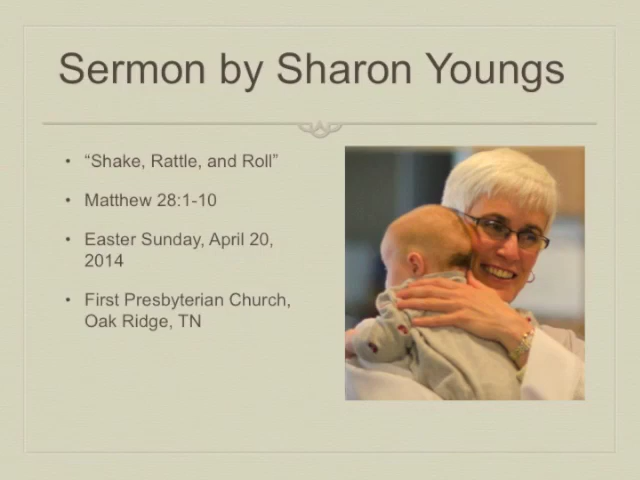 Sermon by Sharon Youngs
• “Shake, Rattle, and Roll”
• Matthew 28:1-10
• Easter Sunday, April 20,
2014
• First Presbyterian Church,
Oak Ridge, TN